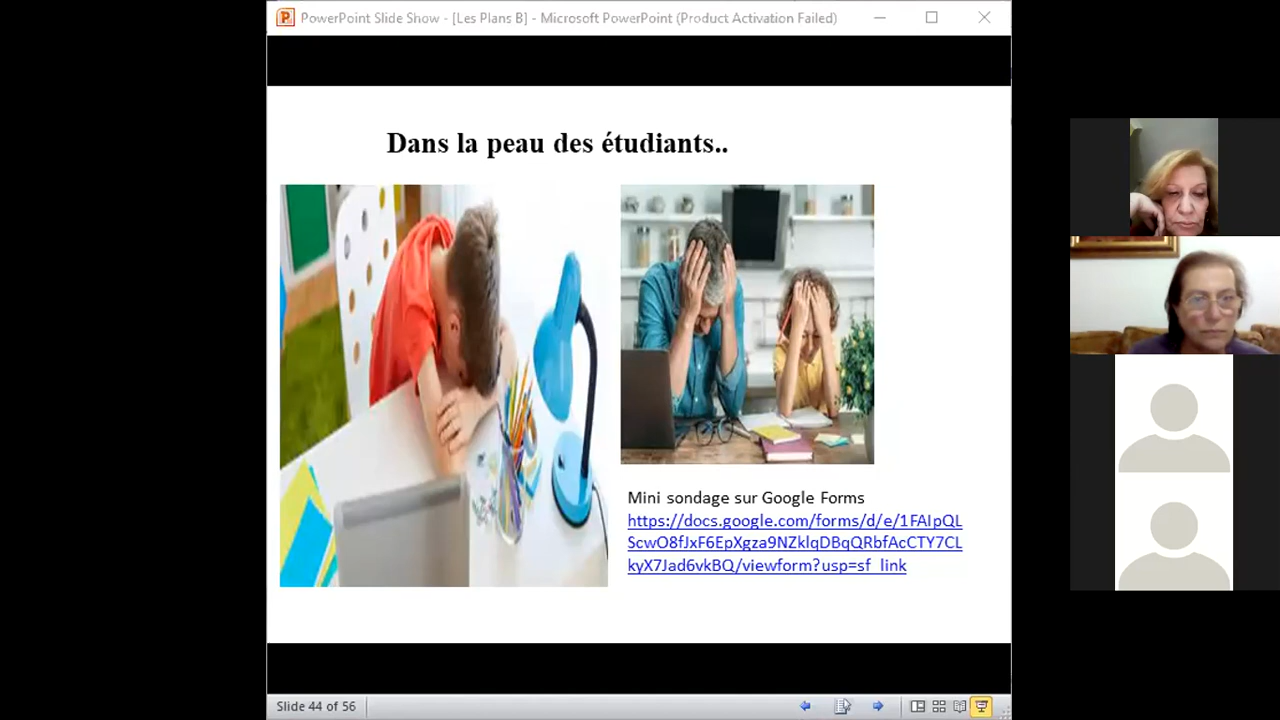 PowerPoint Slide Show - [Les Plans B] - Microsoft PowerPoint (Product Activation Failed)
Dans la peau des étudiants..
Mini sondage sur Google Forms
https://docs.google.com/forms/d/e/1FAIpQL
ScwO8fJxF6EpXgza9NZklqDBqQRbfAcCTY7CL
kyX7Jad6vkBQ/viewform?usp=sf_link
Slide 44 of 56